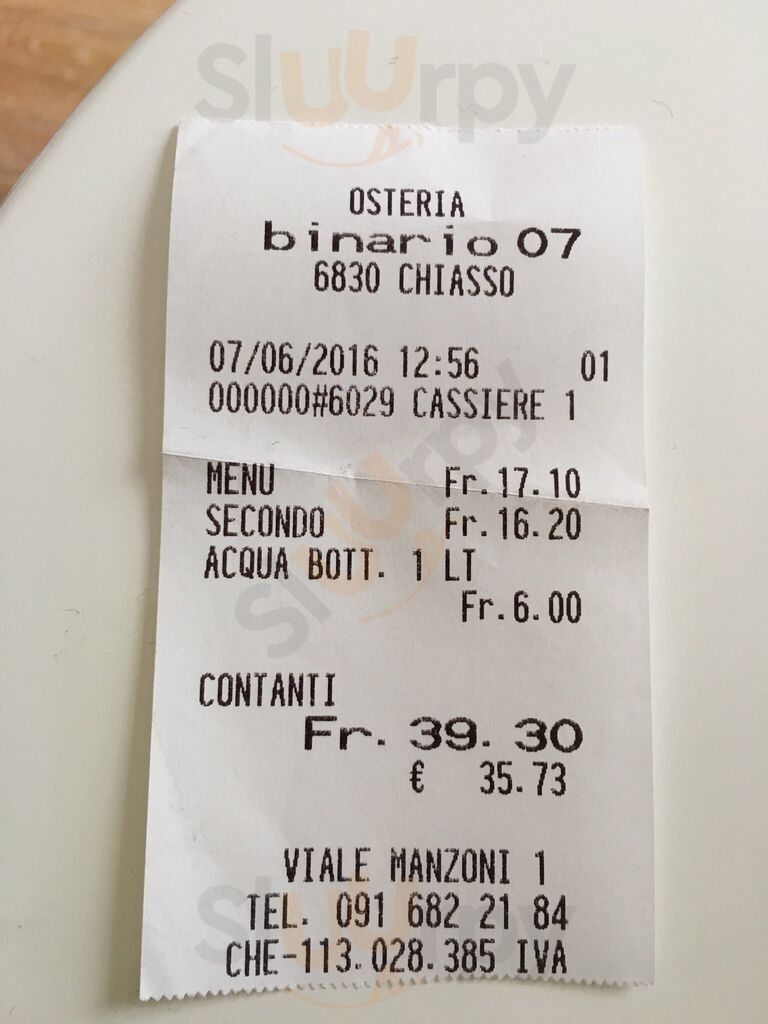 SluUrpy
OSTERIA
binario 07
6830 CHIASSO
07/06/2016 12:56 01
000000#6029 CASSIERE 1
MENU Fr.17.10
SECONDO Fr.16.20
ACQUA BOTT. 1 LT
Fr.6.00
SluUrpy
CONTANTI
Fr. 39.30
€ 35.73
VIALE MANZONI 1
TEL. 091 682 21 84
CHE-113.028.385 IVA
SluUrpy